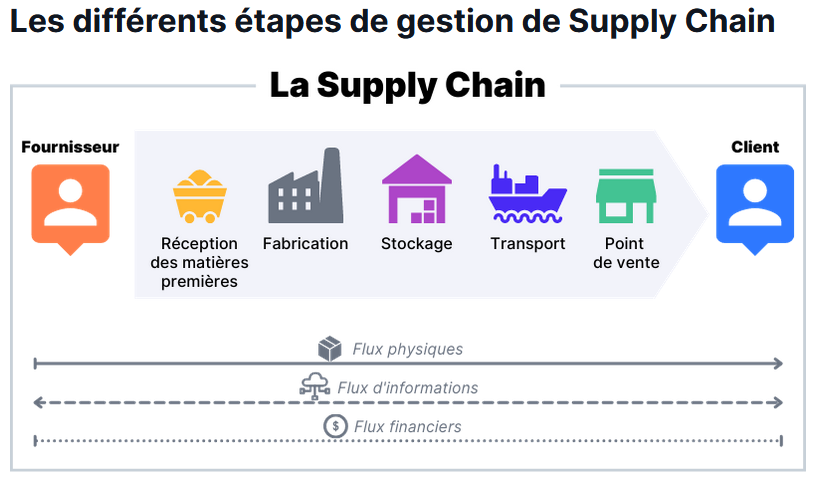 Les différents étapes de gestion de Supply Chain
La Supply Chain
Fournisseur
Client
Réception
des matières
premières
Fabrication
Stockage
Transport
Point
de vente
Flux physiques
Flux d'informations
$
Flux financiers